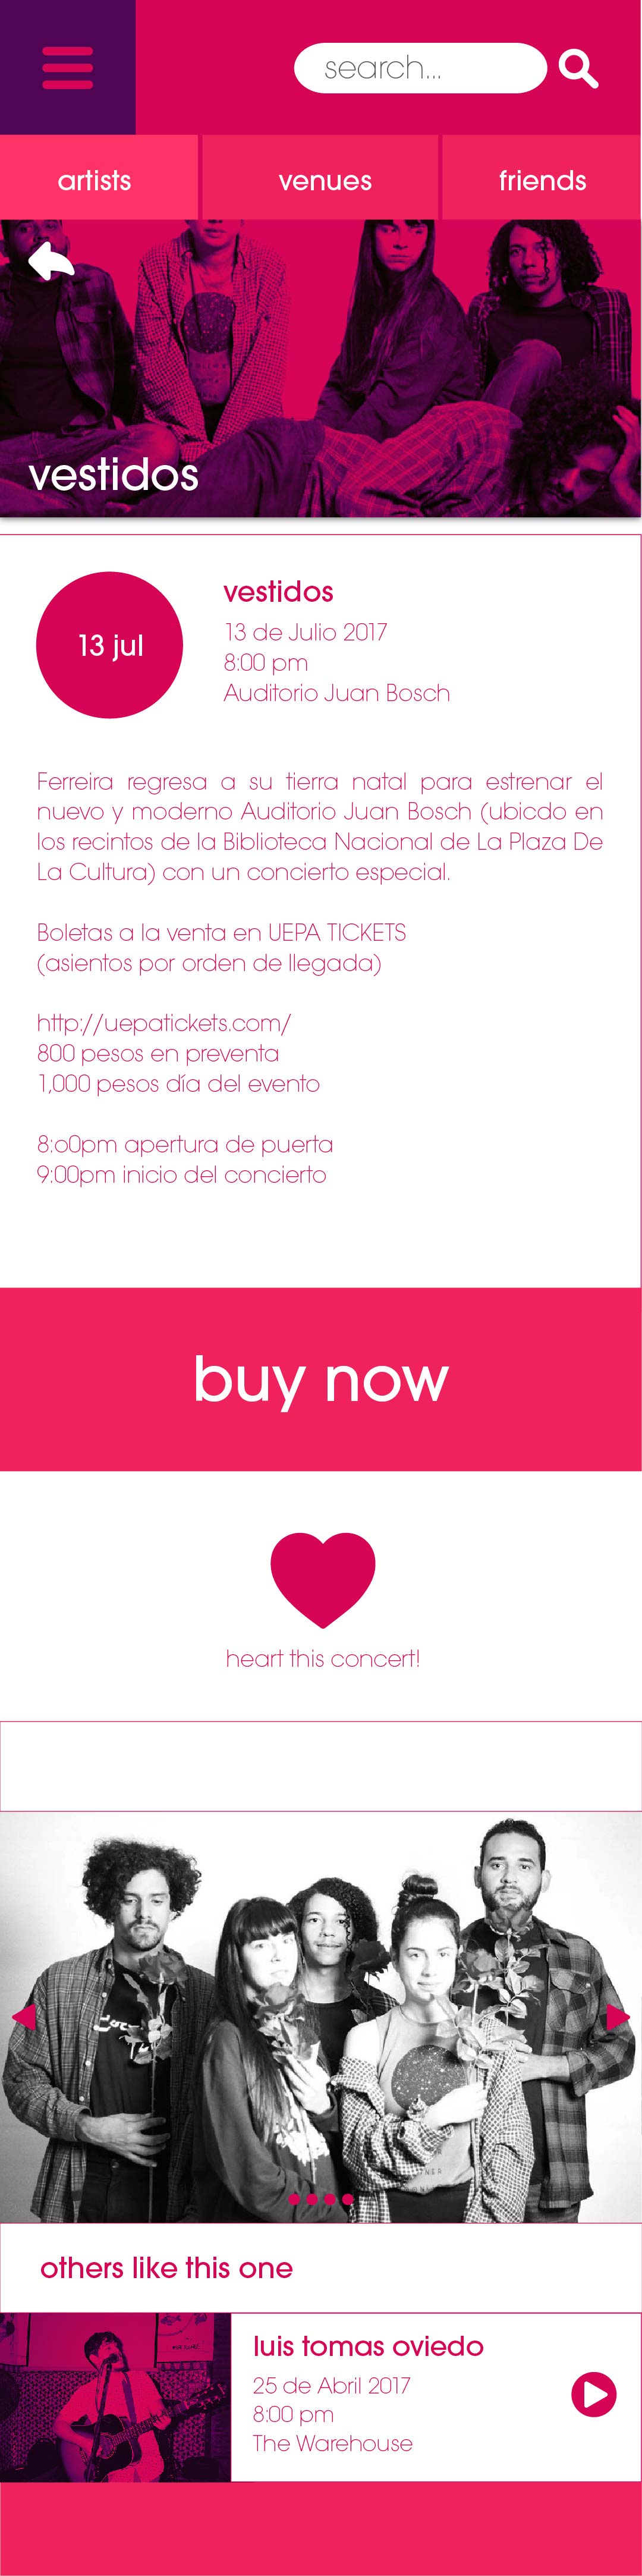 search...
artists
venues
friends
vestidos
13 jul
vestidos
13 de Julio 2017
8:00 pm
Auditorio Juan Bosch
Ferreira regresa a su tierra natal para estrenar el
nuevo y moderno Auditorio Juan Bosch (ubicdo en
los recintos de la Biblioteca Nacional de La Plaza De
La Cultura) con un concierto especial.
Boletas a la venta en UEPA TICKETS
(asientos por orden de llegada)
http://uepatickets.com/
800 pesos en preventa
1,000 pesos día del evento
8:o0pm apertura de puerta
9:00pm inicio del concierto
buy now
heart this concert!
others like this one
luis tomas oviedo
25 de Abril 2017
8:00 pm
The Warehouse